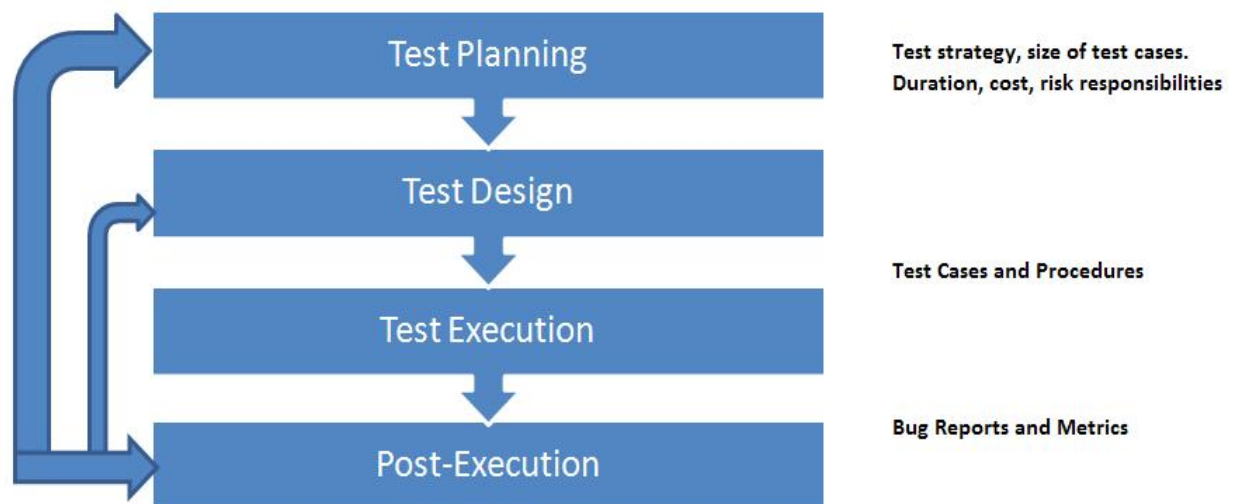 Test Planning
Test strategy, size of test cases.
Duration, cost, risk responsibilities
Test Design
Test Cases and Procedures
Test Execution
Bug Reports and Metrics
Post-Execution